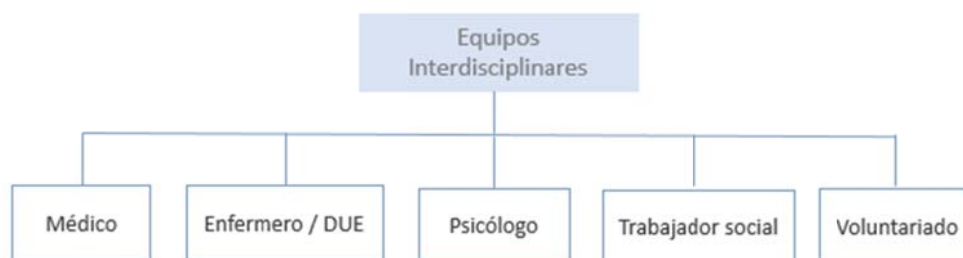 Equipos
Interdisciplinares
Médico
Enfermero / DUE
Psicólogo
Trabajador social
Voluntariado